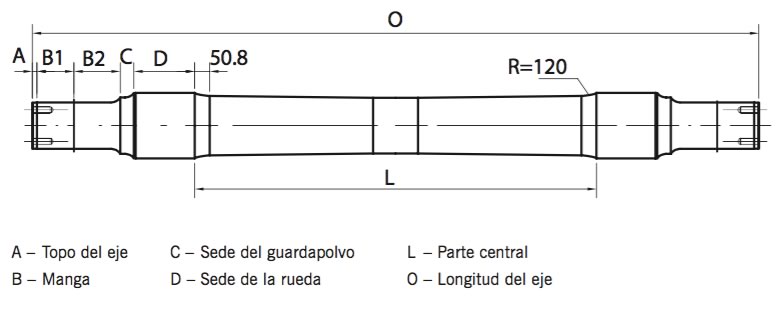 O
A B1 B2 C D 50.8
R=120
L
A – Topo del eje C – Sede del guardapolvo L – Parte central
B – Manga D – Sede de la rueda O – Longitud del eje